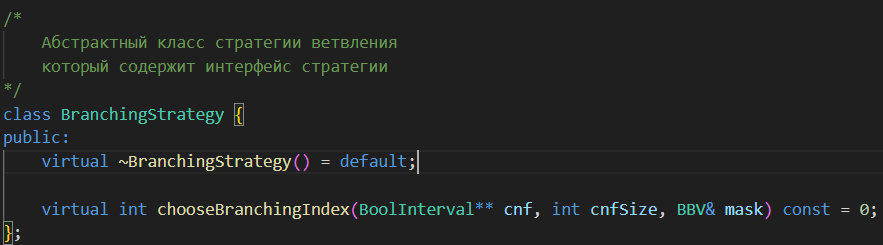 /*
Абстрактный класс стратегии ветвления
который содержит интерфейс стратегии
*/
class BranchingStrategy {
public:
virtual ~BranchingStrategy() = default;
virtual int chooseBranchingIndex(BoolInterval** cnf, int cnfSize, BBV& mask) const = 0;
};